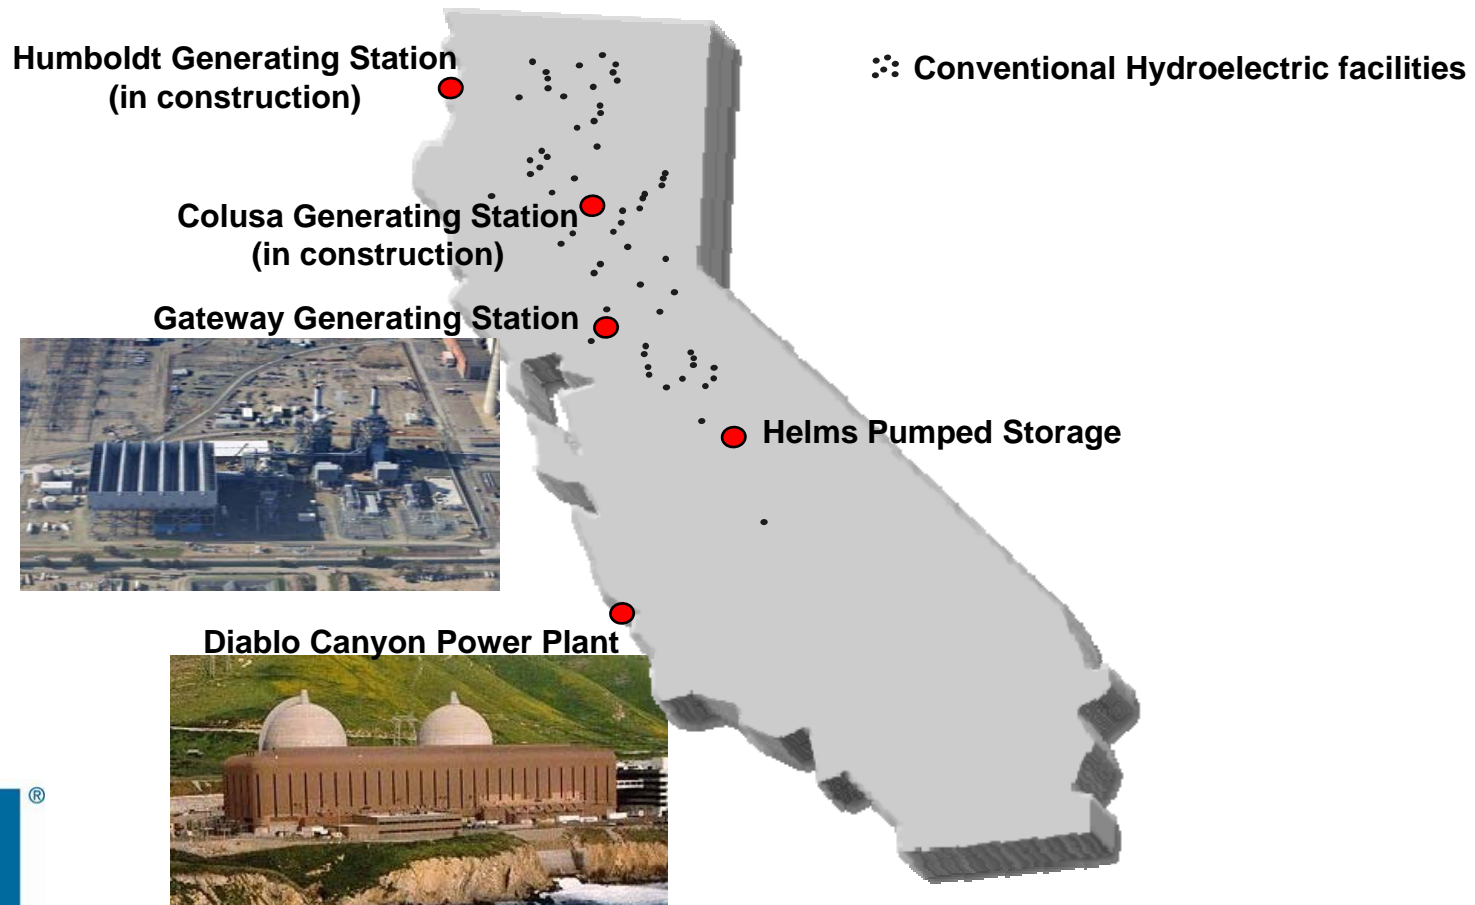 Humboldt Generating Station
(in construction)
Conventional Hydroelectric facilities
Colusa Generating Station
(in construction)
Gateway Generating Station
Helms Pumped Storage
Diablo Canyon Power Plant
®